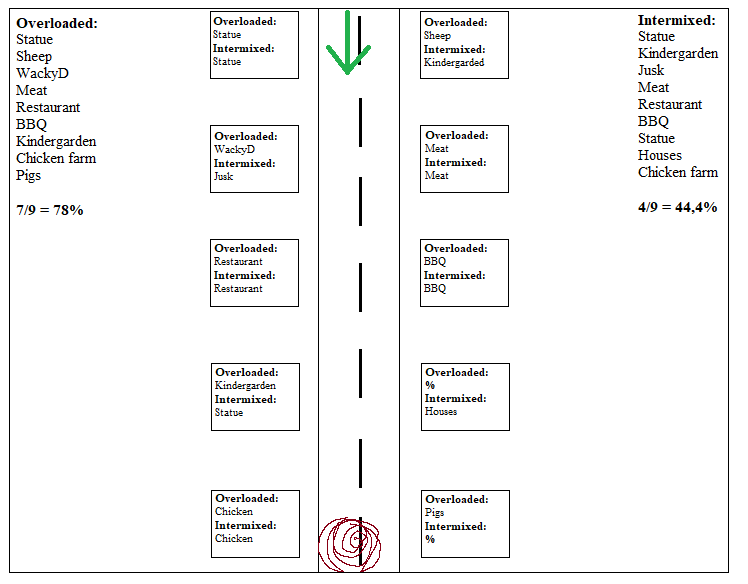 Overloaded:
Statue
Sheep
WackyD
Meat
Restaurant
BBQ
Kindergarden
Chicken farm
Pigs
7/9 = 78%
Overloaded:
Statue
Intermixed:
Statue
Overloaded:
Sheep
Intermixed:
Kindergarded
Overloaded:
WackyD
Intermixed:
Jusk
Overloaded:
Meat
Intermixed:
Meat
Overloaded:
Restaurant
Intermixed:
Restaurant
Overloaded:
BBQ
Intermixed:
BBQ
Overloaded:
Kindergarden
Intermixed:
Statue
Overloaded:
%
Intermixed:
Houses
Overloaded:
Chicken
Intermixed:
Chicken
Overloaded:
Pigs
Intermixed:
%
Intermixed:
Statue
Kindergarden
Jusk
Meat
Restaurant
BBQ
Statue
Houses
Chicken farm
4/9 = 44,4%